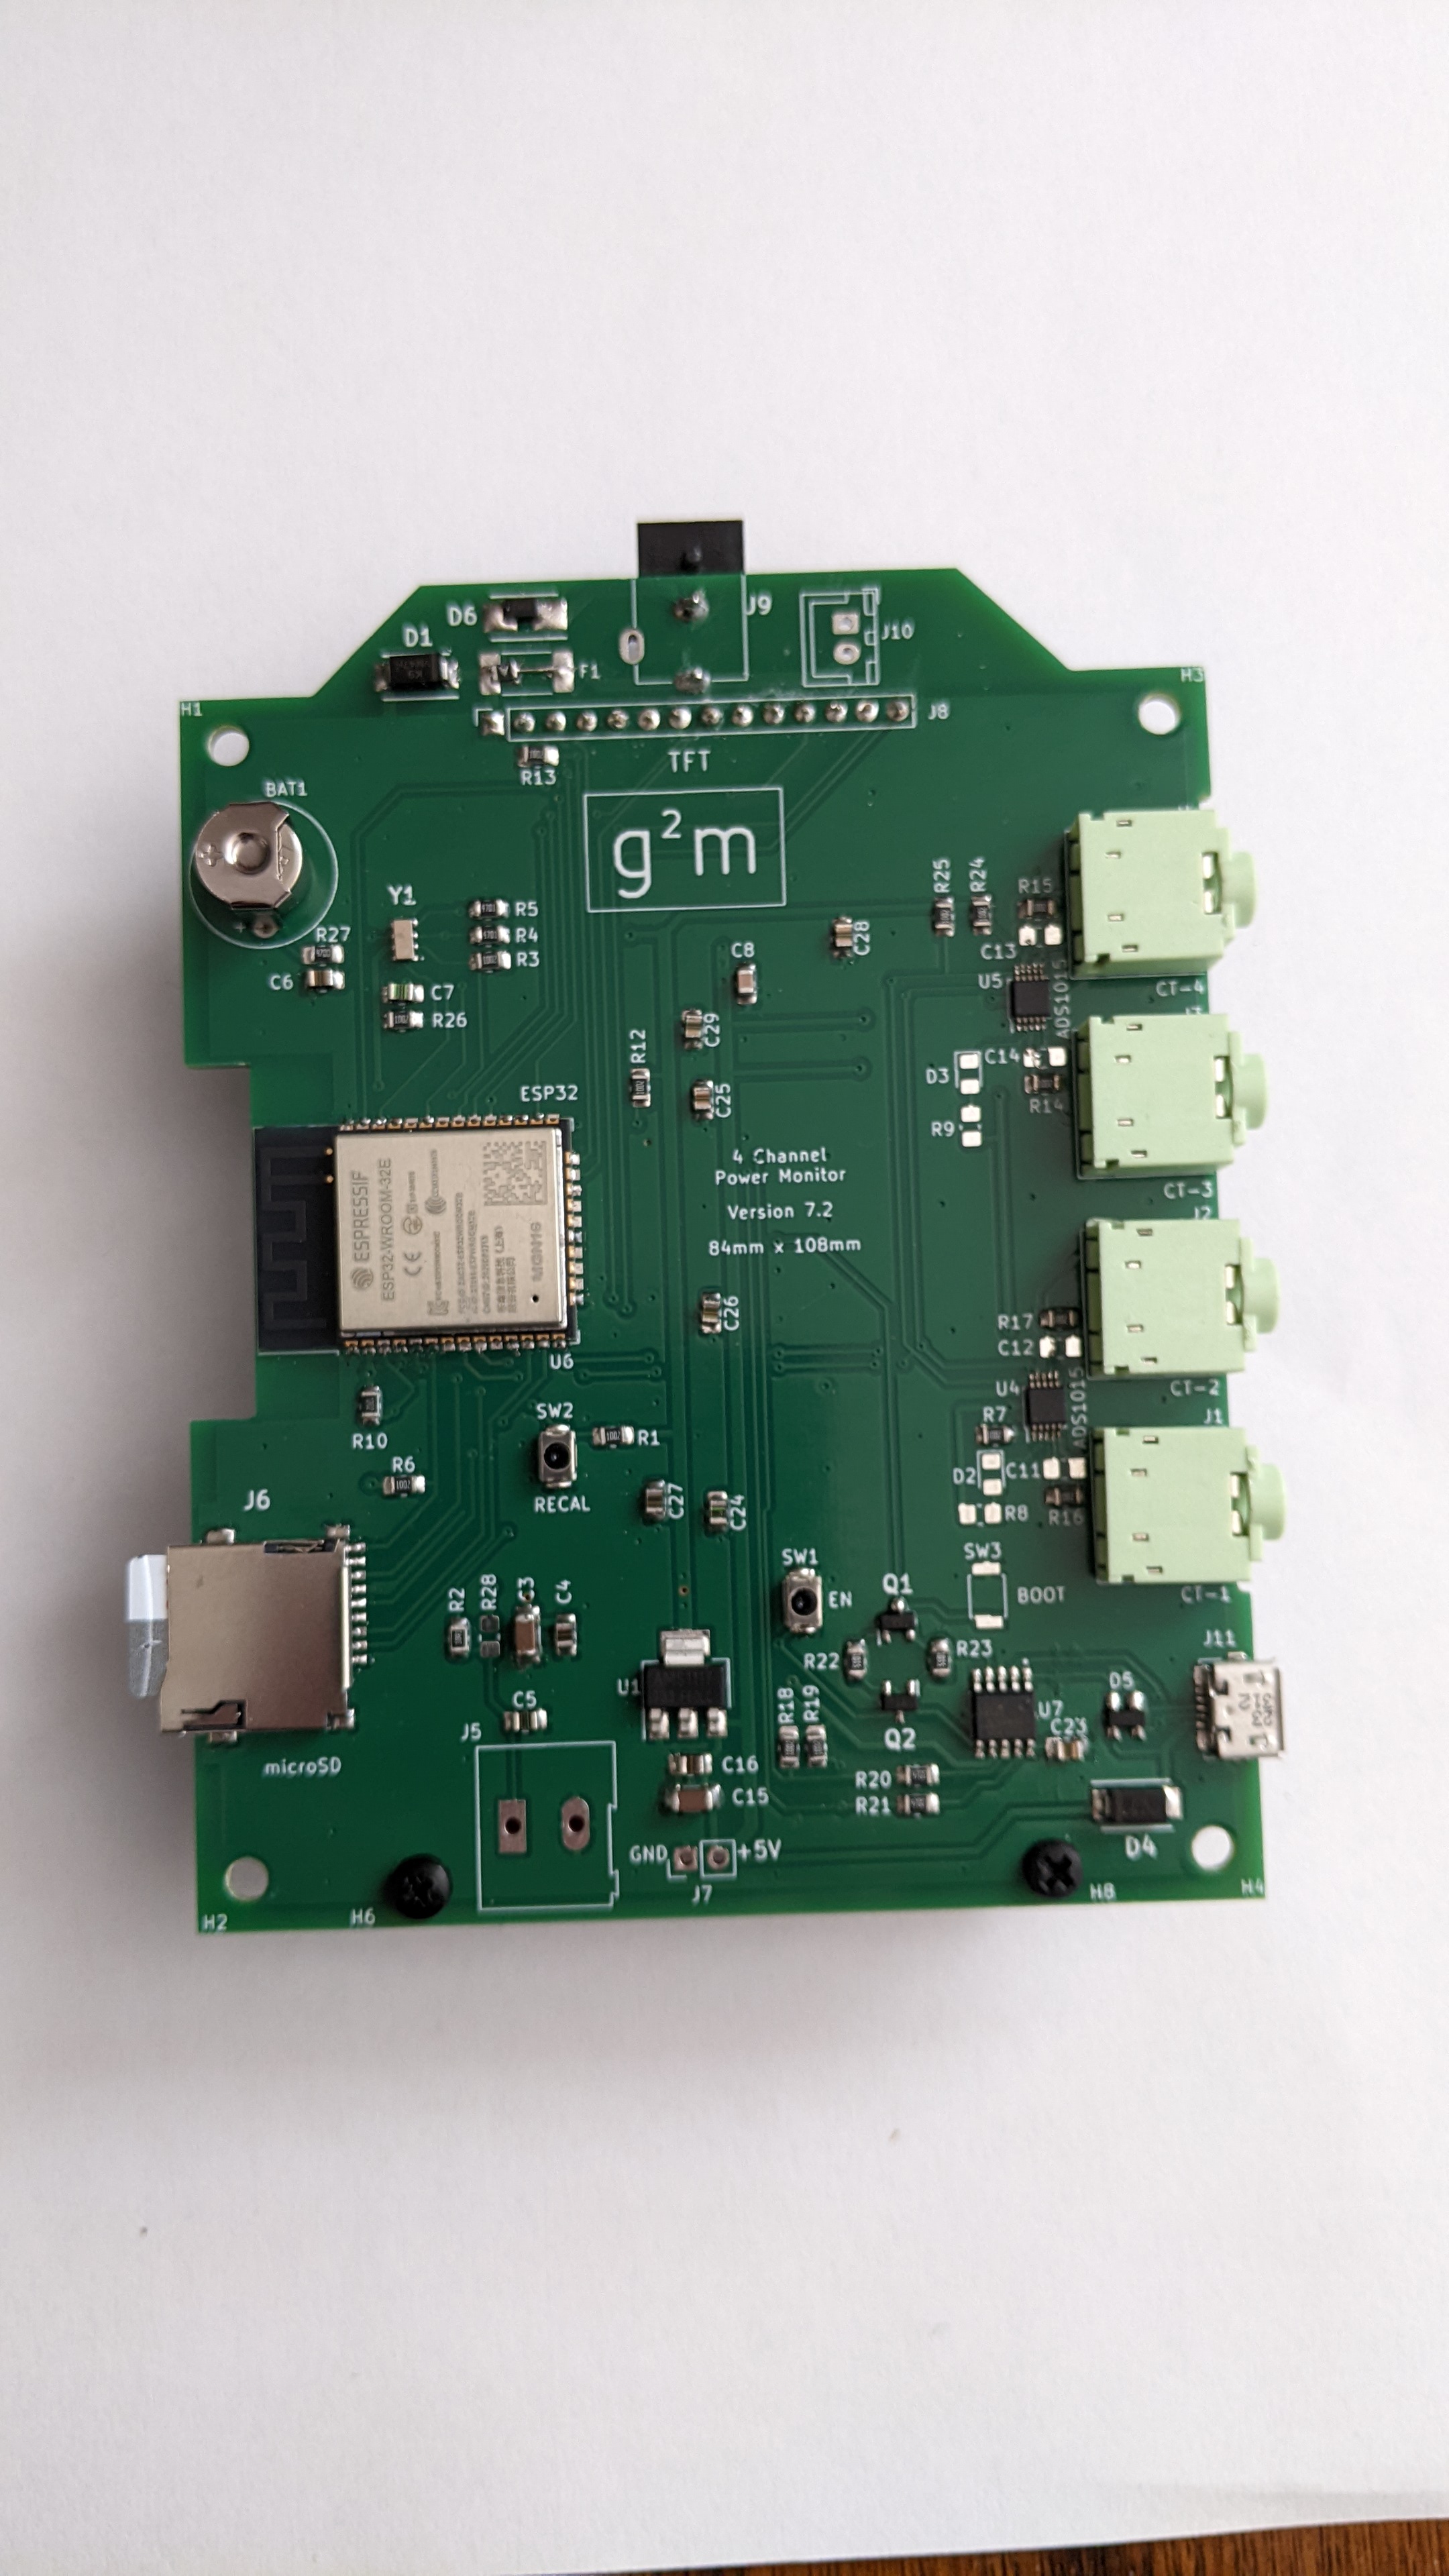 D6
J9
D1
J10
F1
H3
H1
J8
R13
TFT
BAT1
g²m
R25
R24
R15
Y1
R5
R27
R4
C28
C13
R3
C8
C6
U5
C7
CT-4
ADS1015
R26
C29
R12
C14
D3
ESP32
C25
R14
R9
4 Channel
Power Monitor
CT-3
Version 7.2
J2
84mm x 108mm
ESPRESSIF
ESP32-WROOM-32E
CE
C26
R17
C12
U6
U4
CT-2
ADS1015
SW2
R7
J1
R10
R1
R6
D2
C11
J6
RECAL
C27
C24
R8
R16
SW3
SW1
Q1
BOOT
CT-1
EN
R2
R28
C3
C4
J11
R22
R23
U1
D5
C5
R18
R19
U7
J5
Q2
C23
microSD
C16
R20
C15
R21
D4
GND
+5V
J7
H8
H4
H2
H6